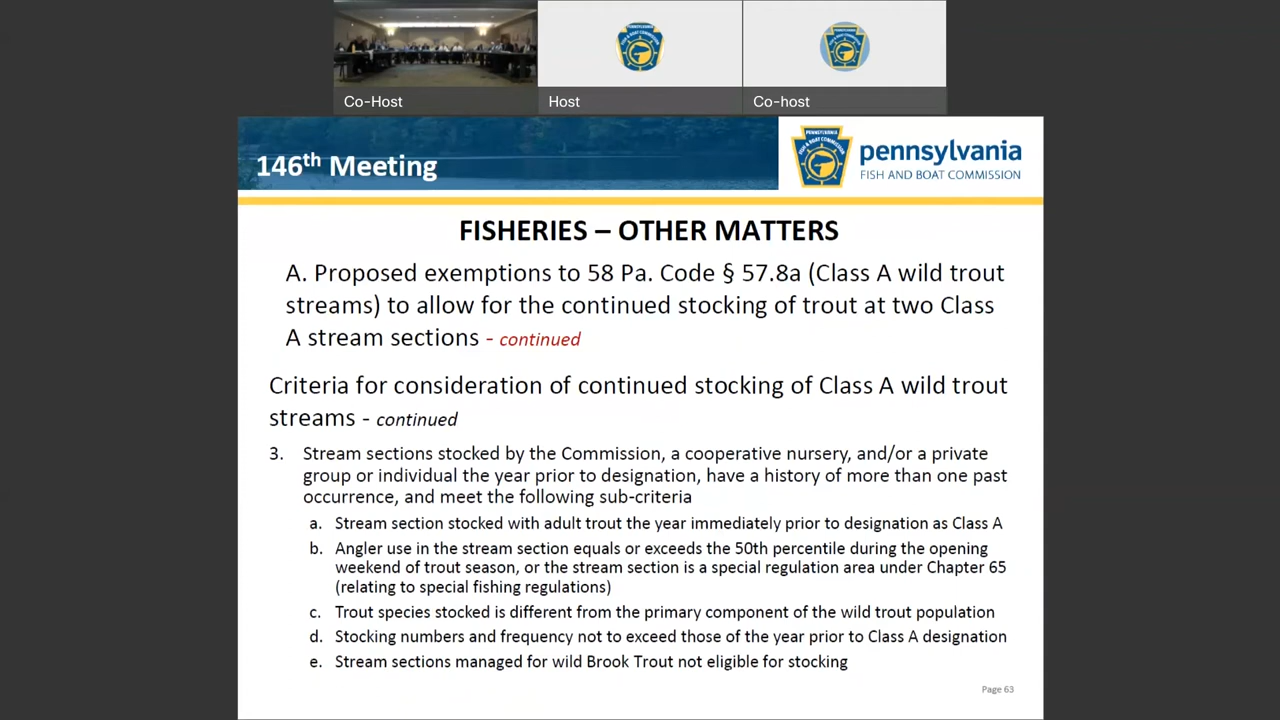 Co-Host
Host
Co-host
146th Meeting
pennsylvania
FISH AND BOAT COMMISSION
FISHERIES – OTHER MATTERS
A. Proposed exemptions to 58 Pa. Code § 57.8a (Class A wild trout
streams) to allow for the continued stocking of trout at two Class
A stream sections - continued
Criteria for consideration of continued stocking of Class A wild trout
streams - continued
3. Stream sections stocked by the Commission, a cooperative nursery, and/or a private
group or individual the year prior to designation, have a history of more than one past
occurrence, and meet the following sub-criteria
a. Stream section stocked with adult trout the year immediately prior to designation as Class A
b. Angler use in the stream section equals or exceeds the 50th percentile during the opening
weekend of trout season, or the stream section is a special regulation area under Chapter 65
(relating to special fishing regulations)
c. Trout species stocked is different from the primary component of the wild trout population
d. Stocking numbers and frequency not to exceed those of the year prior to Class A designation
e. Stream sections managed for wild Brook Trout not eligible for stocking
Page 63